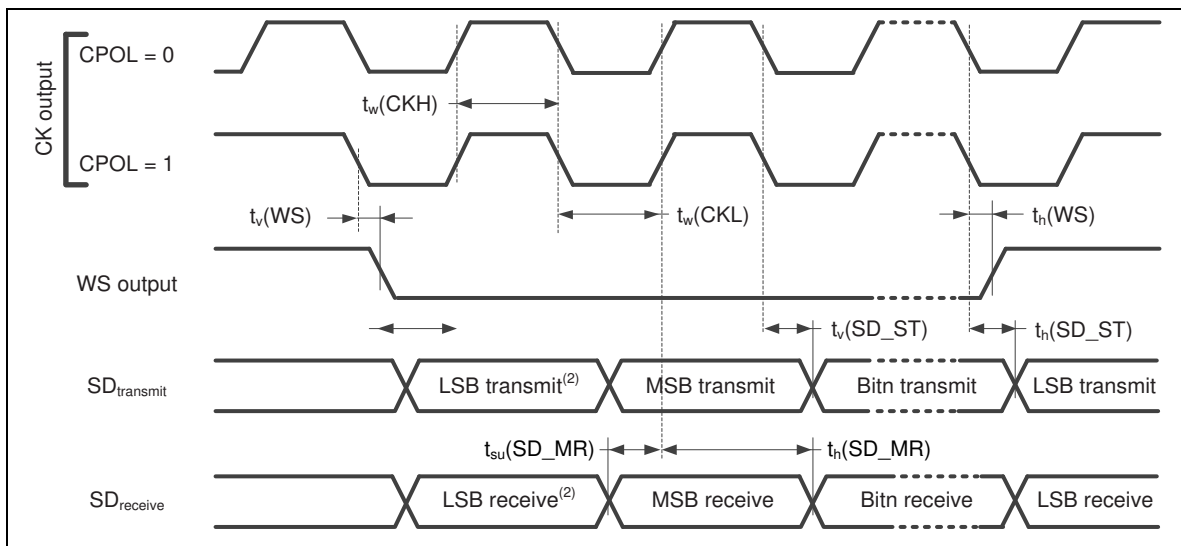 CK output
CPOL = 0
tw(CKH)
CPOL = 1
tv(WS)
tw(CKL)
th(WS)
WS output
tv(SD_ST)
th(SD_ST)
SDtransmit
LSB transmit(2)
MSB transmit
Bitn transmit
LSB transmit
tsu(SD_MR)
th(SD_MR)
SDreceive
LSB receive(2)
MSB receive
Bitn receive
LSB receive